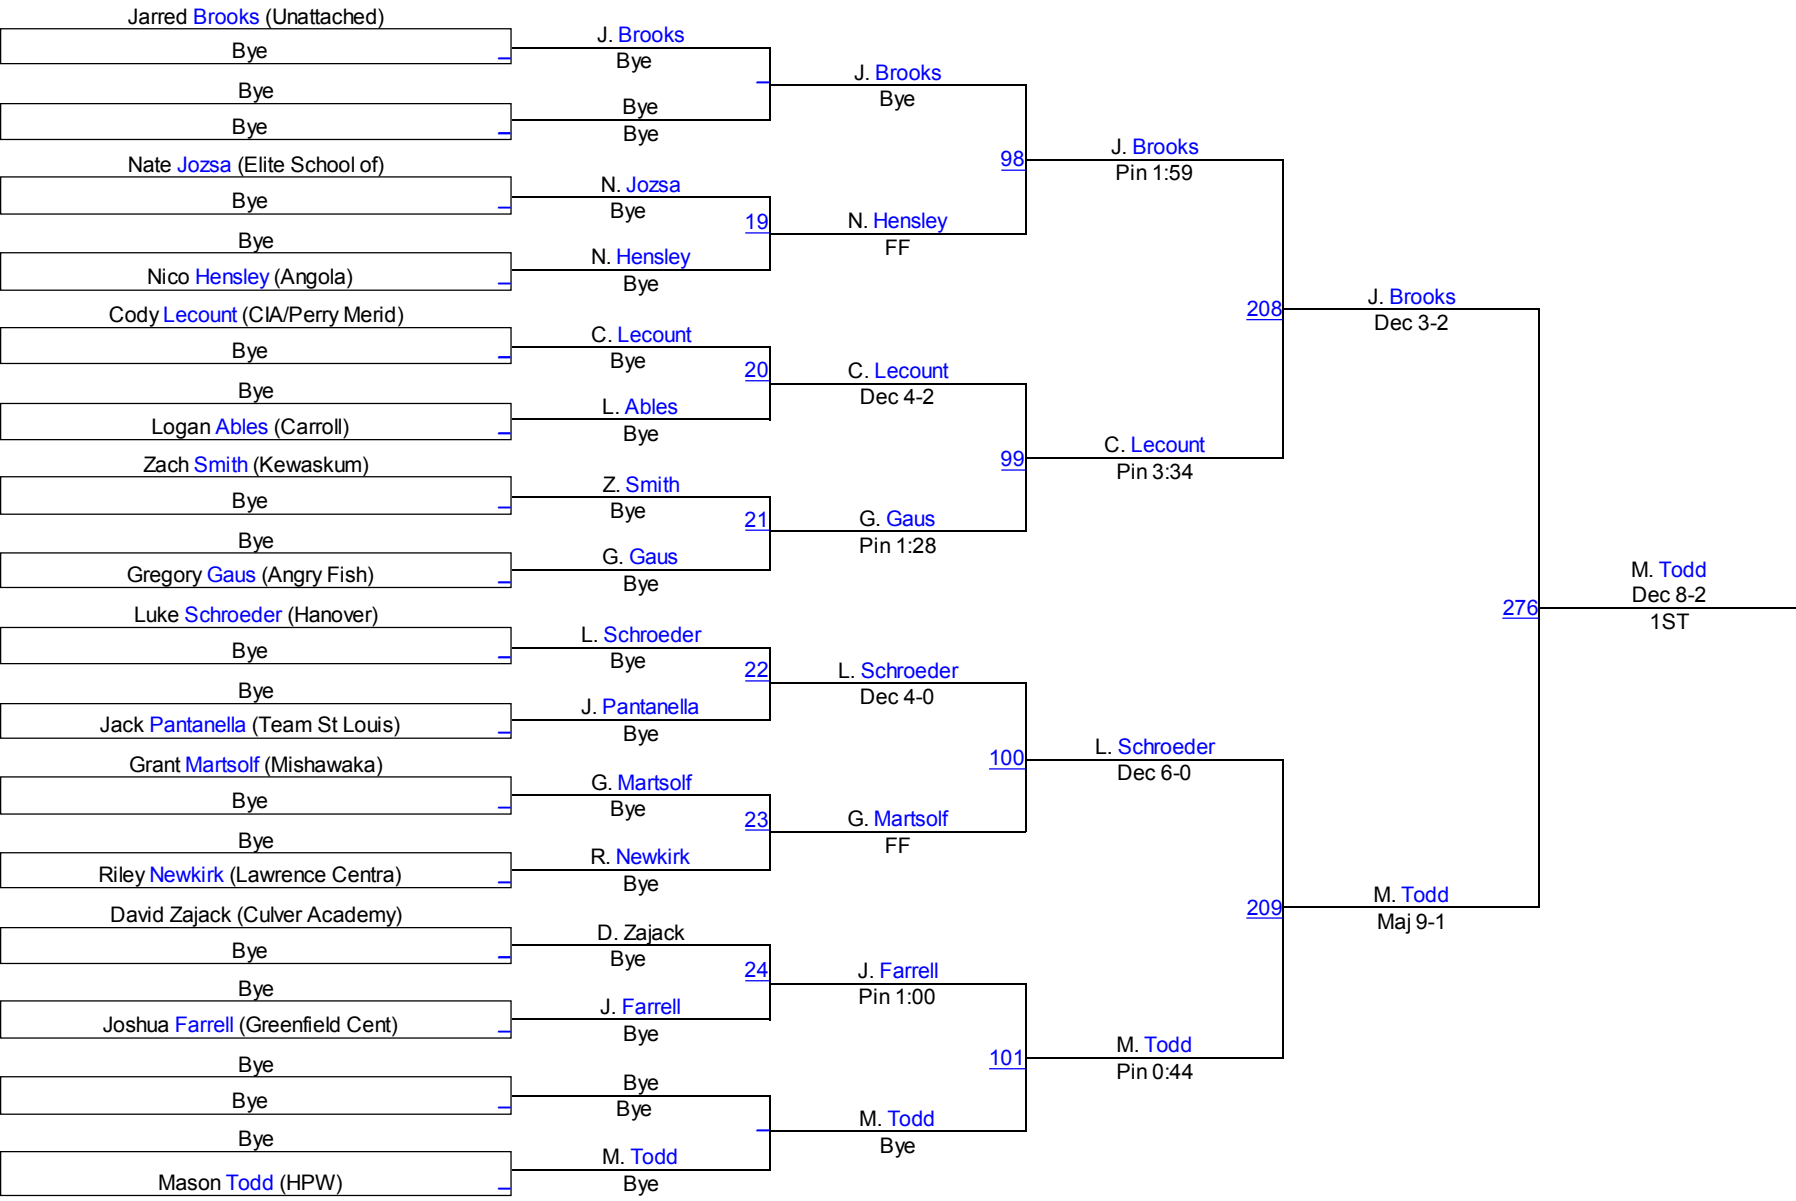 Jarred Brooks (Unattached)
Bye
Bye
Bye
Nate Jozsa (Elite School of)
Bye
Bye
Nico Hensley (Angola)
Cody Lecount (CIA/Perry Merid)
Bye
Bye
Logan Ables (Carroll)
Zach Smith (Kewaskum)
Bye
Bye
Gregory Gaus (Angry Fish)
Luke Schroeder (Hanover)
Bye
Bye
Jack Pantanella (Team St Louis)
Grant Martsolf (Mishawaka)
Bye
Bye
Riley Newkirk (Lawrence Centra)
David Zajack (Culver Academy)
Bye
Bye
Joshua Farrell (Greenfield Cent)
Bye
Bye
Bye
Mason Todd (HPW)
J. Brooks
Bye
Bye
Bye
N. Jozsa
Bye
19
N. Hensley
Bye
C. Lecount
Bye
20
L. Ables
Bye
Z. Smith
Bye
21
G. Gaus
Bye
L. Schroeder
Bye
22
J. Pantanella
Bye
G. Martsolf
Bye
23
R. Newkirk
Bye
D. Zajack
Bye
24
J. Farrell
Bye
Bye
Bye
M. Todd
Bye
J. Brooks
Bye
98
N. Hensley
FF
C. Lecount
Dec 4-2
99
G. Gaus
Pin 1:28
L. Schroeder
Dec 4-0
100
G. Martsolf
FF
J. Farrell
Pin 1:00
101
M. Todd
Bye
J. Brooks
Pin 1:59
208
C. Lecount
Pin 3:34
L. Schroeder
Dec 6-0
209
M. Todd
Pin 0:44
J. Brooks
Dec 3-2
276
M. Todd
Maj 9-1
M. Todd
Dec 8-2
1ST